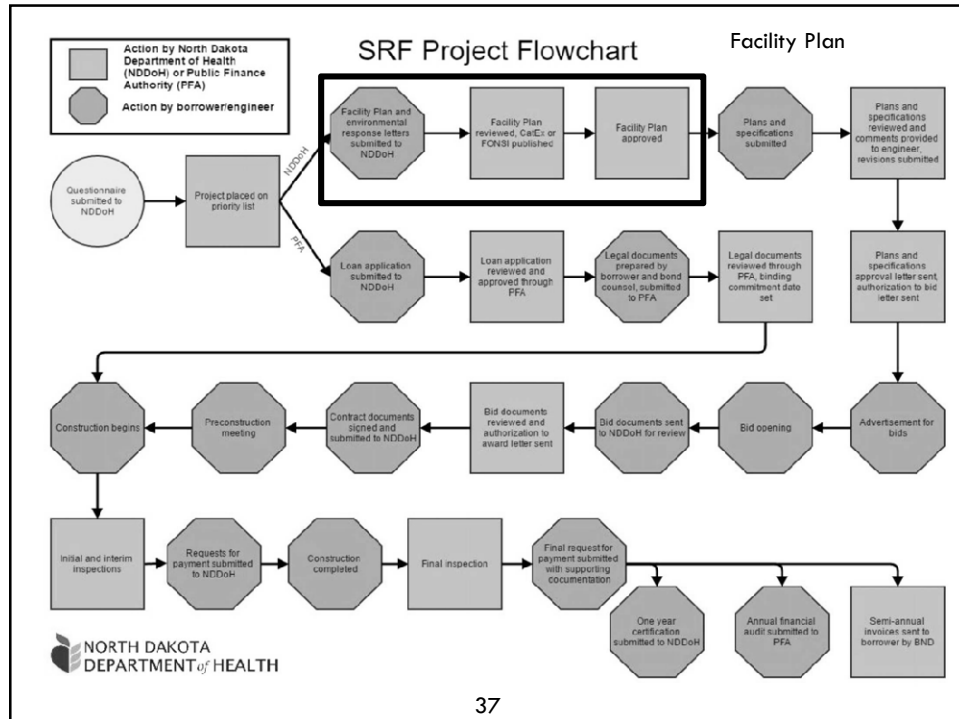 SRF Project Flowchart
Facility Plan
Action by North Dakota
Department of Health
(NDDoH) or Public Finance
Authority (PFA)
Action by borrower/engineer
Facility Plan and
environmental
response letters
submitted to
NDDoH
Facility Plan
reviewed, CatEx or
FONSI published
Facility Plan
approved
Plans and
specifications
submitted
Plans and
specifications
reviewed and
comments provided
to engineer,
revisions submitted
NDDoH
Questionnaire
submitted to
NDDoH
Project placed on
priority list
PFA
Loan application
submitted to
NDDoH
Loan application
reviewed and
approved through
PFA
Legal documents
prepared by
borrower and bond
counsel, submitted
to PFA
Legal documents
reviewed through
PFA, binding
commitment date
set
Plans and
specifications
approval letter sent,
authorization to bid
letter sent
Construction begins
Preconstruction
meeting
Contract documents
signed and
submitted to NDDoH
Bid documents
reviewed and
authorization to
award letter sent
Bid documents sent
to NDDoH for review
Bid opening
Advertisement for
bids
Initial and interim
inspections
Requests for
payment submitted
to NDDoH
Construction
completed
Final inspection
Final request for
payment submitted
with supporting
documentation
One year
certification
submitted to NDDoH
Annual financial
audit submitted to
PFA
Semi-annual
invoices sent to
borrower by BND
NORTH DAKOTA
DEPARTMENT of HEALTH
37